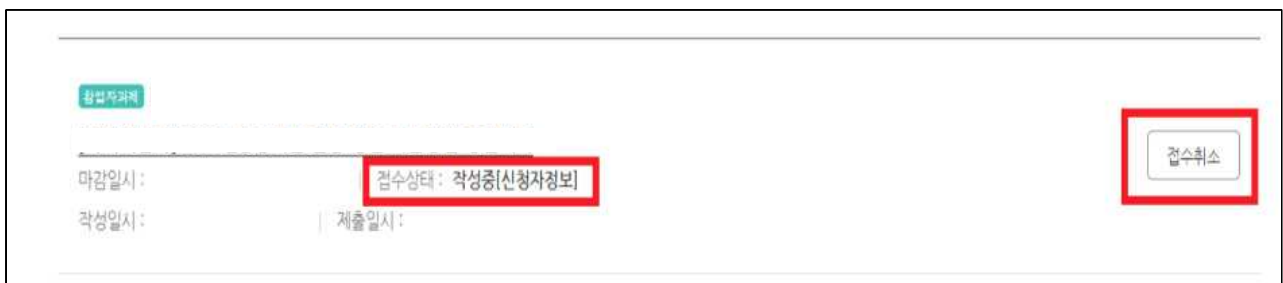 창업자과제
접수취소
마감일시 : 접수상태 : 작성중[신청자정보]
작성일시 : 제출일시 :